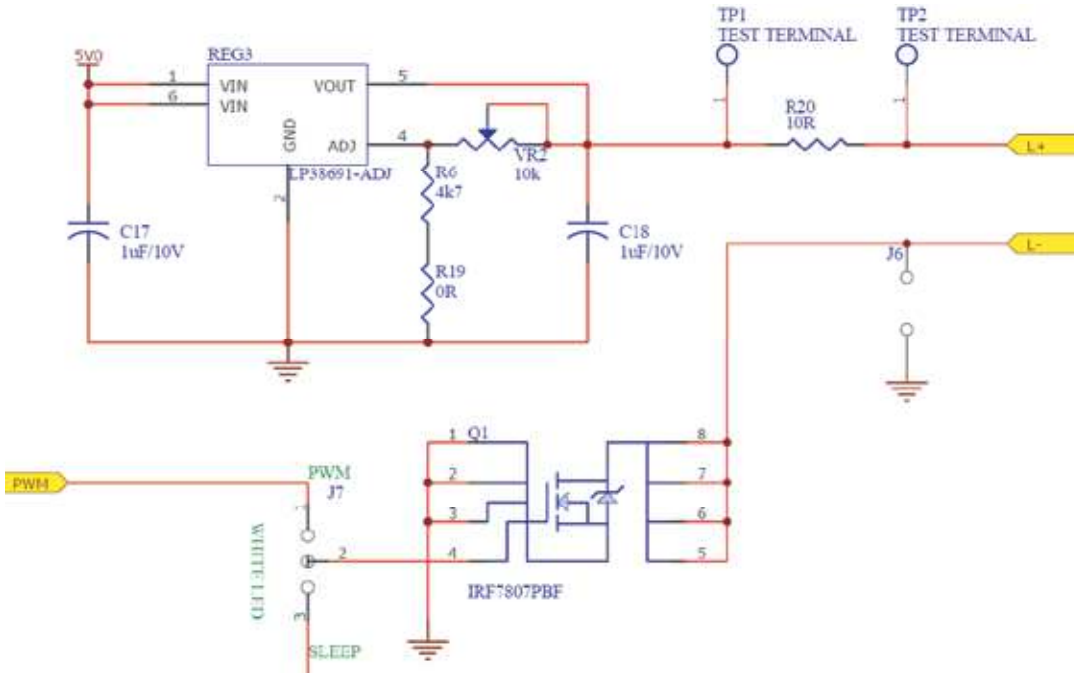 TP1
TEST TERMINAL
TP2
TEST TERMINAL
5V0
REG3
1
VIN
6
VIN
VOUT
5
GND
ADJ
4
2
LP38691-ADJ
1
1
R20
10R
L+
VR2
10k
R6
4k7
C17
1uF/10V
C18
1uF/10V
R19
0R
L-
J6
PWM
PWM
J7
1
2
3
WHITE LED
SLEEP
Q1
1
2
3
4
8
7
6
5
IRF7807PBF